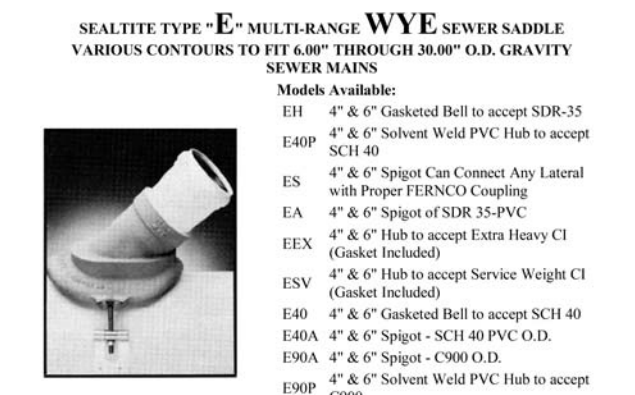 SEALTITE TYPE "E" MULTI-RANGE WYE SEWER SADDLE
VARIOUS CONTOURS TO FIT 6.00" THROUGH 30.00" O.D. GRAVITY
SEWER MAINS
Models Available:
EH 4" & 6" Gasketed Bell to accept SDR-35
E40P 4" & 6" Solvent Weld PVC Hub to accept
SCH 40
ES 4" & 6" Spigot Can Connect Any Lateral
with Proper FERNCO Coupling
EA 4" & 6" Spigot of SDR 35-PVC
EEX 4" & 6" Hub to accept Extra Heavy CI
(Gasket Included)
ESV 4" & 6" Hub to accept Service Weight CI
(Gasket Included)
E40 4" & 6" Gasketed Bell to accept SCH 40
E40A 4" & 6" Spigot - SCH 40 PVC O.D.
E90A 4" & 6" Spigot - C900 O.D.
E90P 4" & 6" Solvent Weld PVC Hub to accept